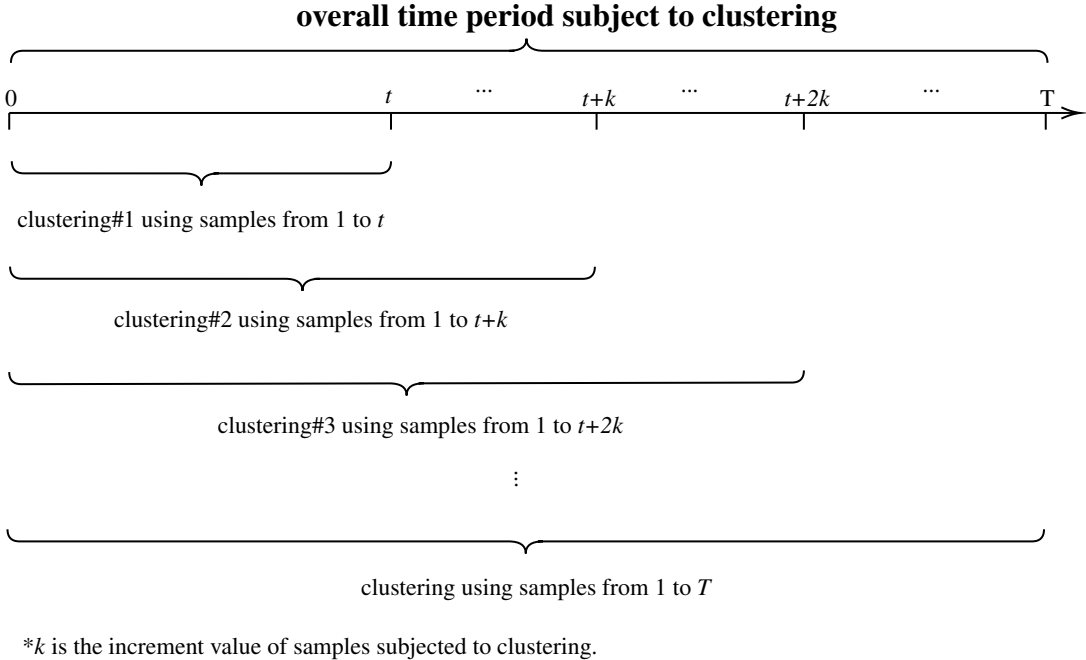 overall time period subject to clustering
0 t ... t+k ... t+2k ... T
clustering#1 using samples from 1 to t
clustering#2 using samples from 1 to t+k
clustering#3 using samples from 1 to t+2k
⋮
clustering using samples from 1 to T
*k is the increment value of samples subjected to clustering.